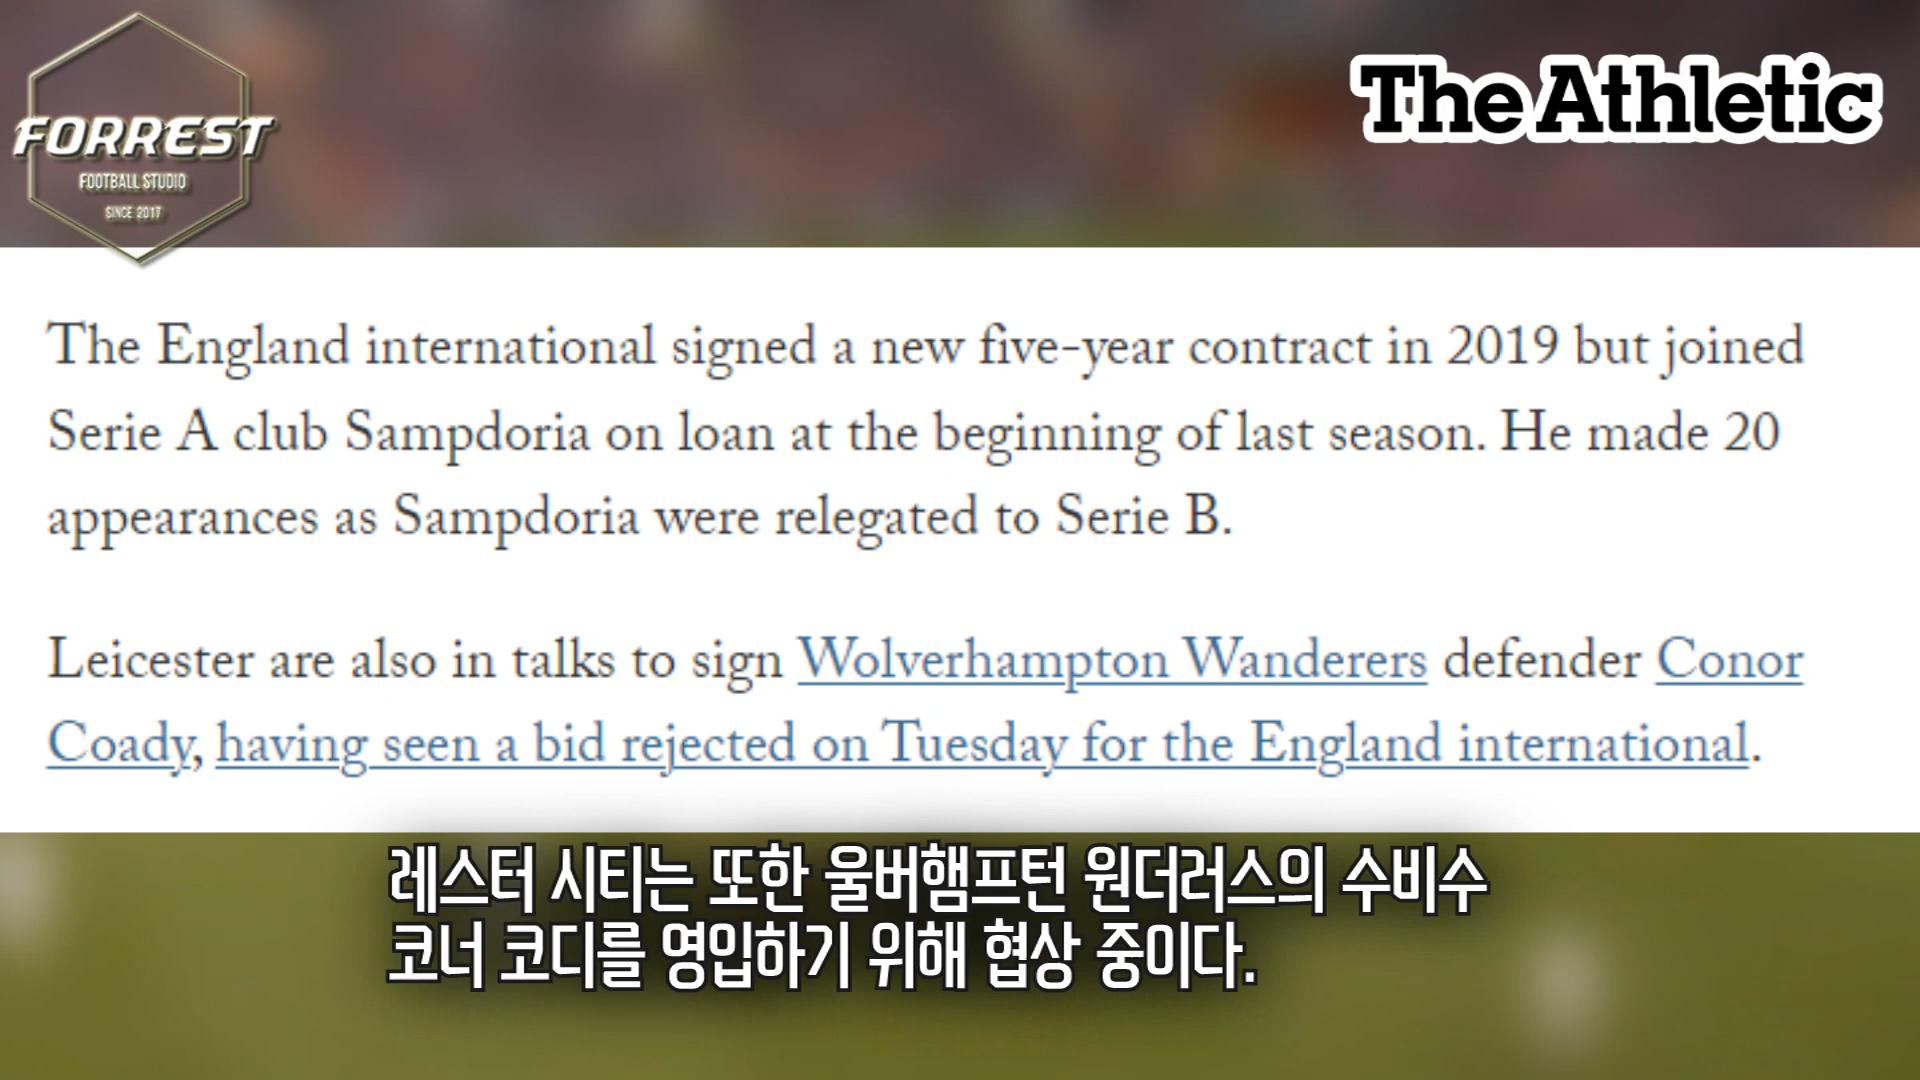 FORREST
FOOTBALL STUDIO
SINCE 2017
The Athletic
The England international signed a new five-year contract in 2019 but joined
Serie A club Sampdoria on loan at the beginning of last season. He made 20
appearances as Sampdoria were relegated to Serie B.
Leicester are also in talks to sign Wolverhampton Wanderers defender Conor
Coady, having seen a bid rejected on Tuesday for the England international.
레스터 시티는 또한 울버햄프턴 원더러스의 수비수
코너 코디를 영입하기 위해 협상 중이다.